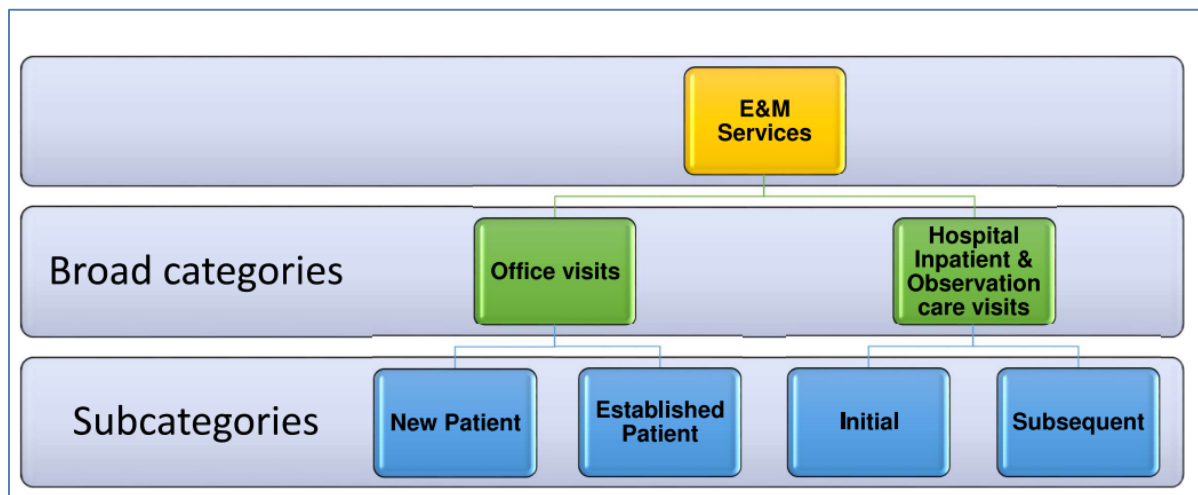 E&M
Services
Broad categories
Office visits
Hospital
Inpatient &
Observation
care visits
Subcategories
New Patient
Established
Patient
Initial
Subsequent